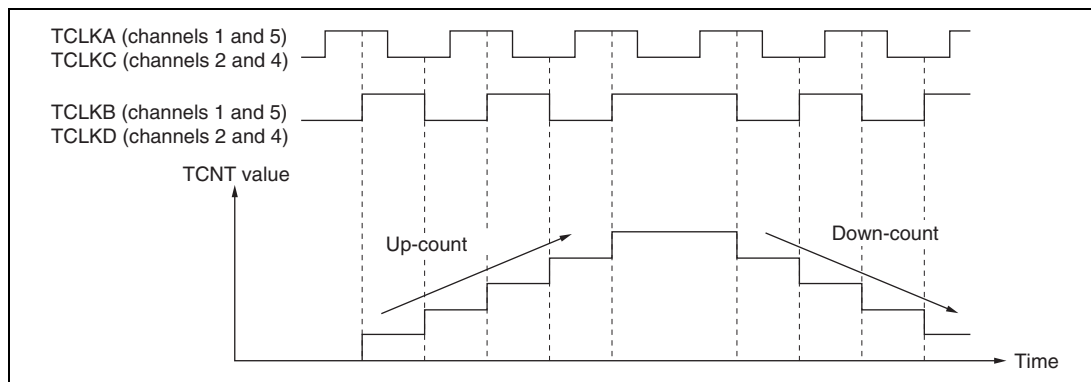 TCLKA (channels 1 and 5)
TCLKC (channels 2 and 4)
TCLKB (channels 1 and 5)
TCLKD (channels 2 and 4)
TCNT value
Up-count
Down-count
Time